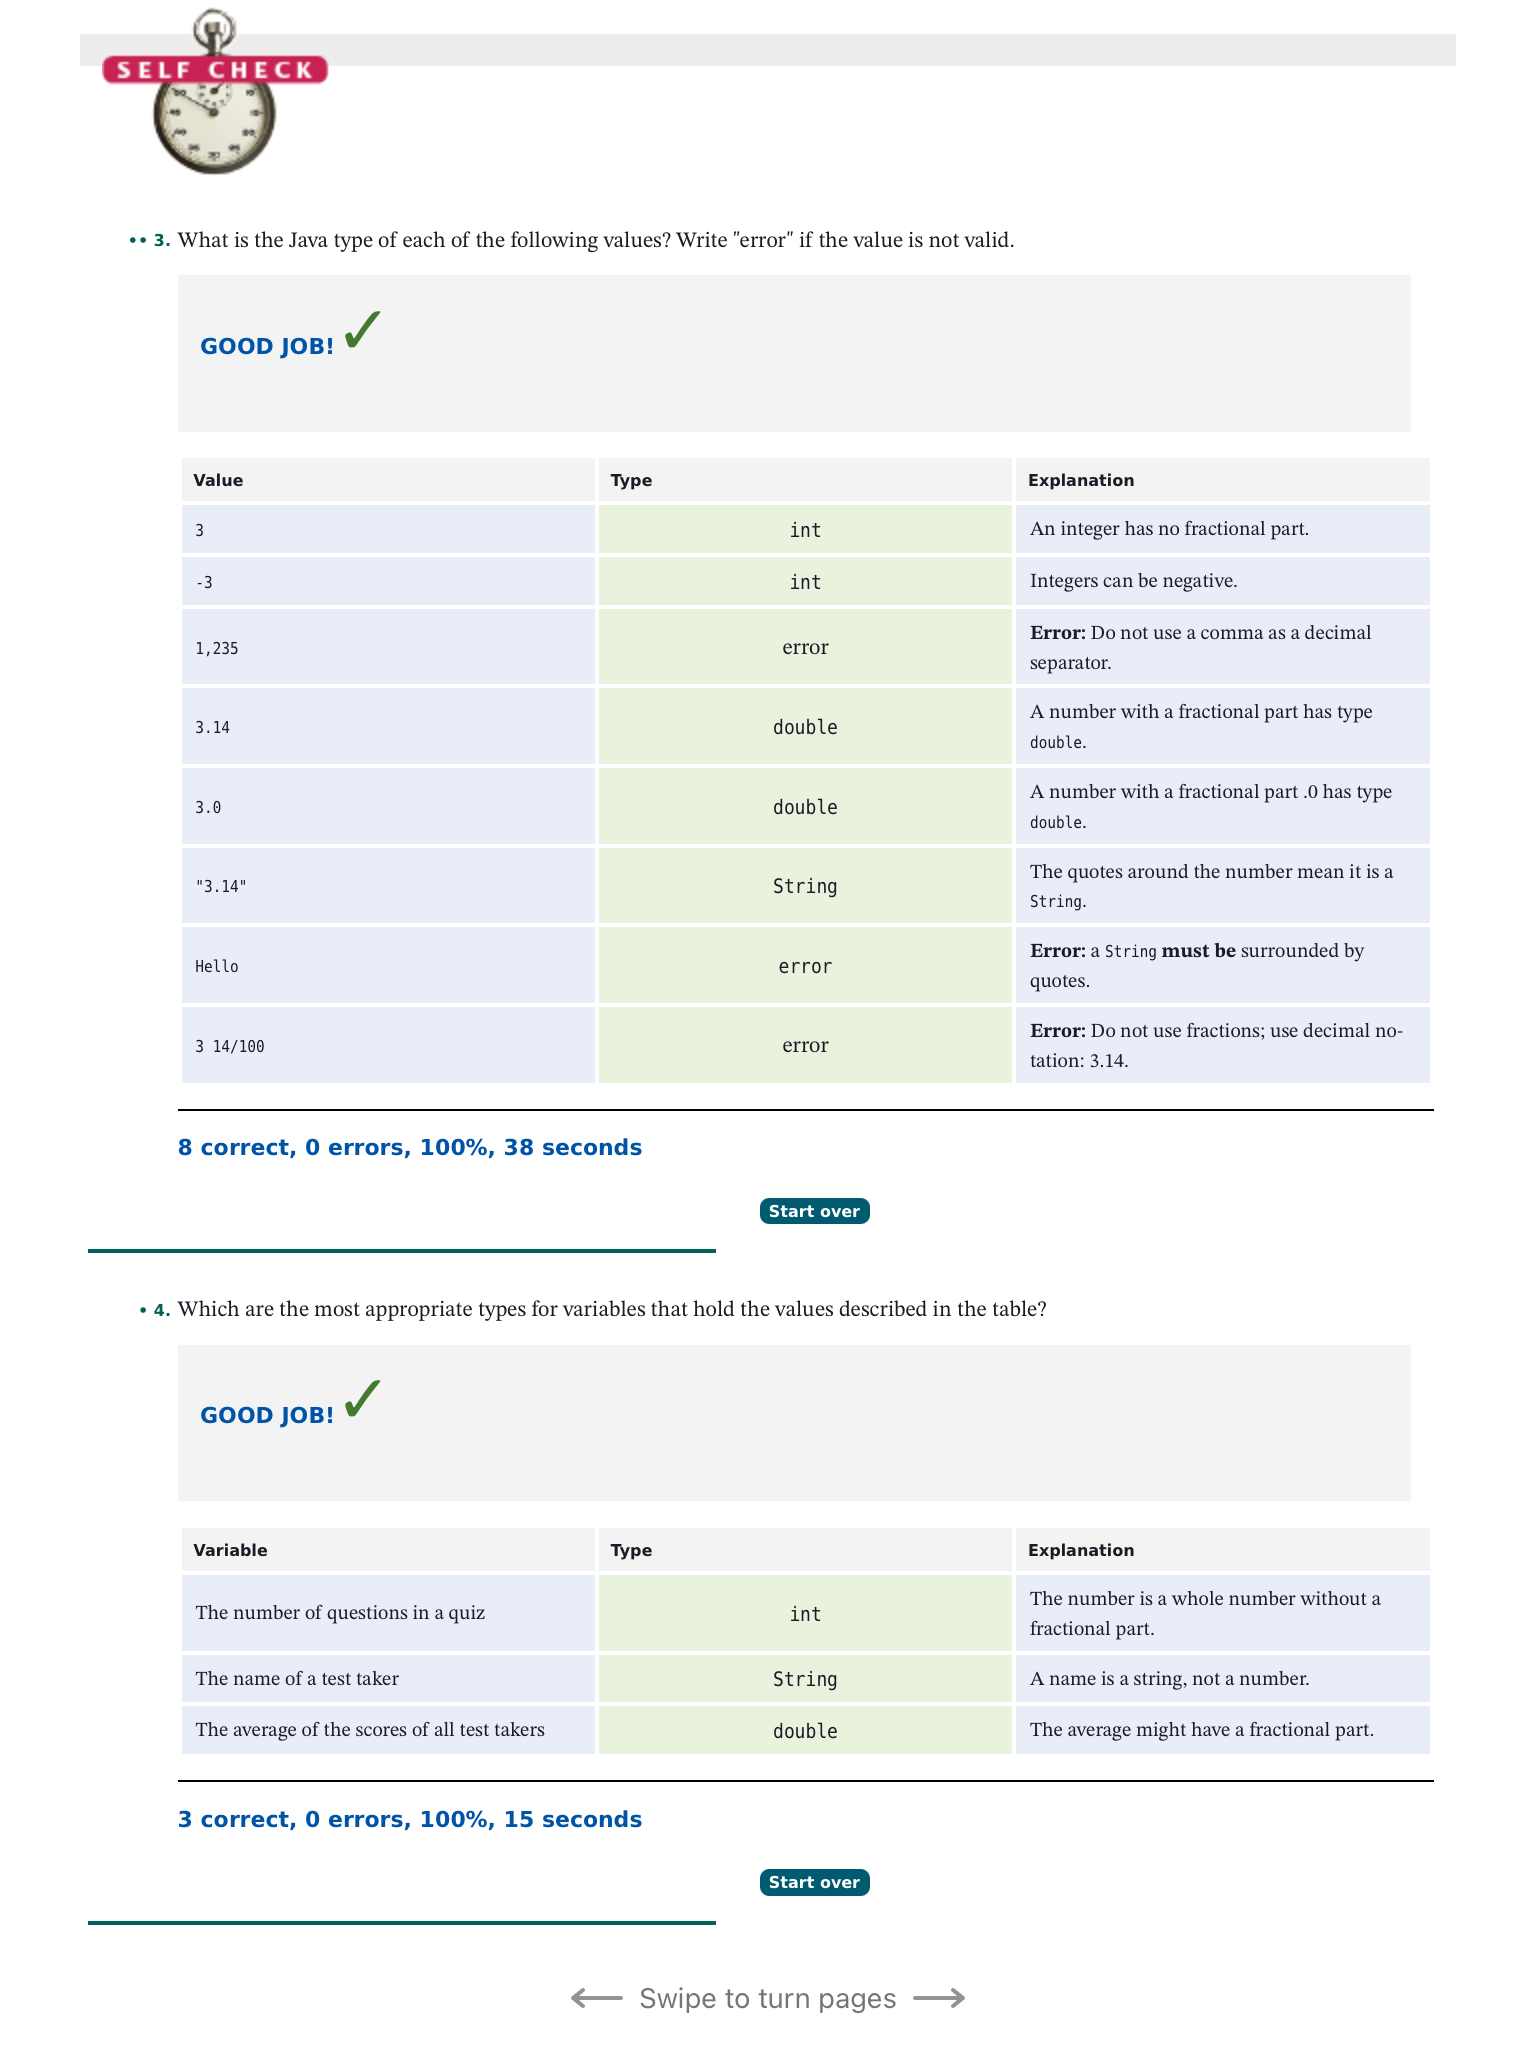 SELF CHECK
•• 3. What is the Java type of each of the following values? Write "error" if the value is not valid.
GOOD JOB! ✓
Value Type Explanation
3 int An integer has no fractional part.
-3 int Integers can be negative.
1,235 error Error: Do not use a comma as a decimal
separator.
3.14 double A number with a fractional part has type
double.
3.0 double A number with a fractional part .0 has type
double.
"3.14" String The quotes around the number mean it is a
String.
Hello error Error: a String must be surrounded by
quotes.
3 14/100 error Error: Do not use fractions; use decimal no-
tation: 3.14.
8 correct, 0 errors, 100%, 38 seconds
Start over
• 4. Which are the most appropriate types for variables that hold the values described in the table?
GOOD JOB! ✓
Variable Type Explanation
The number of questions in a quiz int The number is a whole number without a
fractional part.
The name of a test taker String A name is a string, not a number.
The average of the scores of all test takers double The average might have a fractional part.
3 correct, 0 errors, 100%, 15 seconds
Start over
← Swipe to turn pages →